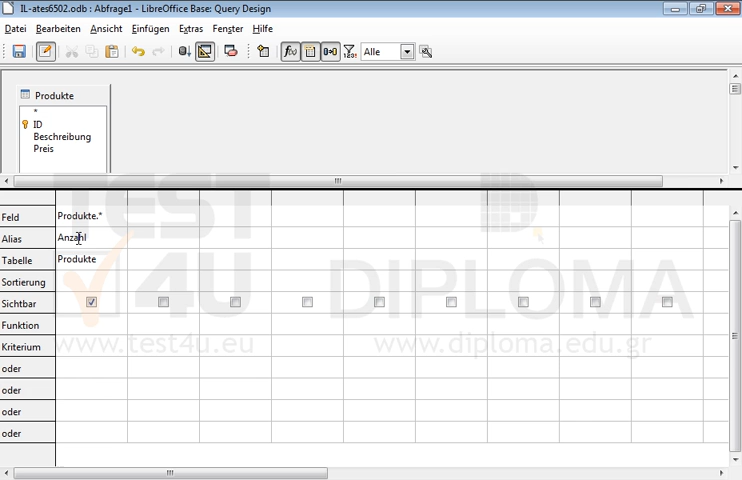 IL-ates6502.odb : Abfrage1 - LibreOffice Base: Query Design
Datei Bearbeiten Ansicht Einfügen Extras Fenster Hilfe
Alle
Produkte
*
ID
Beschreibung
Preis
Feld Produkte.*
Alias Anzahl
Tabelle Produkte
Sortierung
Sichtbar
Funktion
Kriterium
oder
oder
oder
oder
TEST
4U
www.test4u.eu
D
DIPLOMA
www.diploma.edu.gr